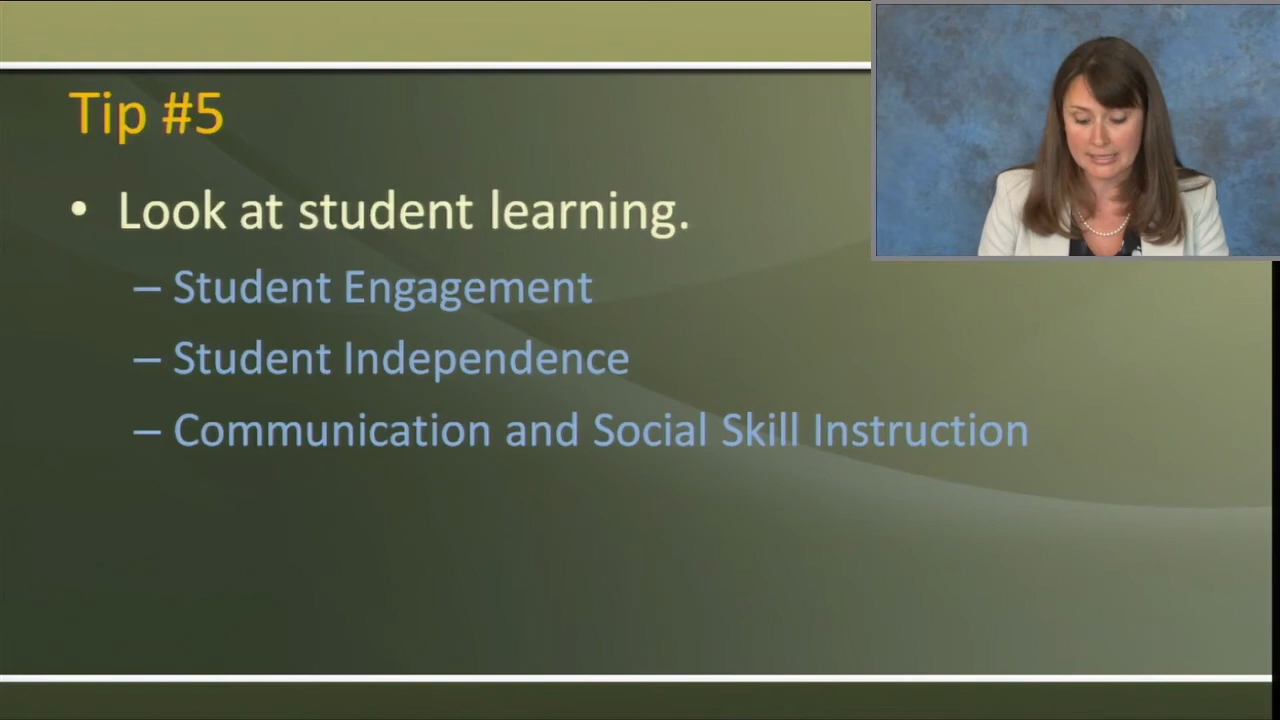 Tip #5
• Look at student learning.
– Student Engagement
– Student Independence
– Communication and Social Skill Instruction